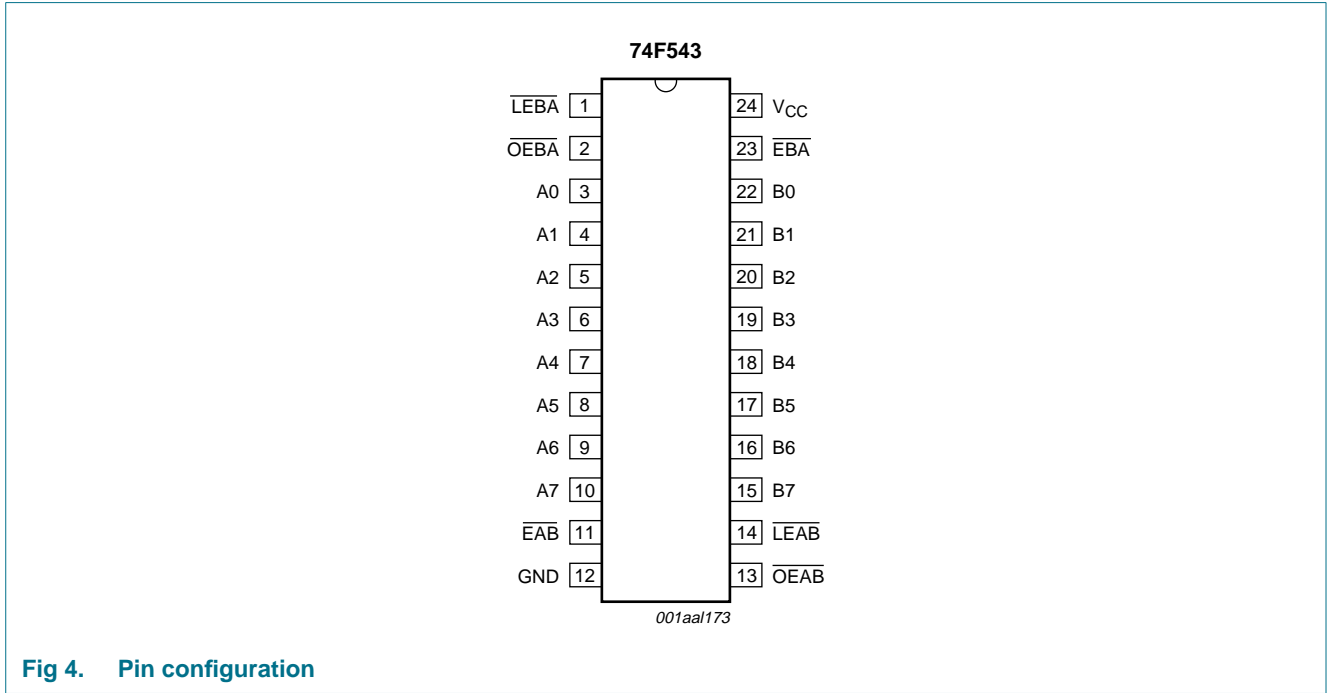 74F543
LEBA 1 24 VCC
OEBA 2 23 EBA
A0 3 22 B0
A1 4 21 B1
A2 5 20 B2
A3 6 19 B3
A4 7 18 B4
A5 8 17 B5
A6 9 16 B6
A7 10 15 B7
EAB 11 14 LEAB
GND 12 13 OEAB
001aal173
Fig 4. Pin configuration